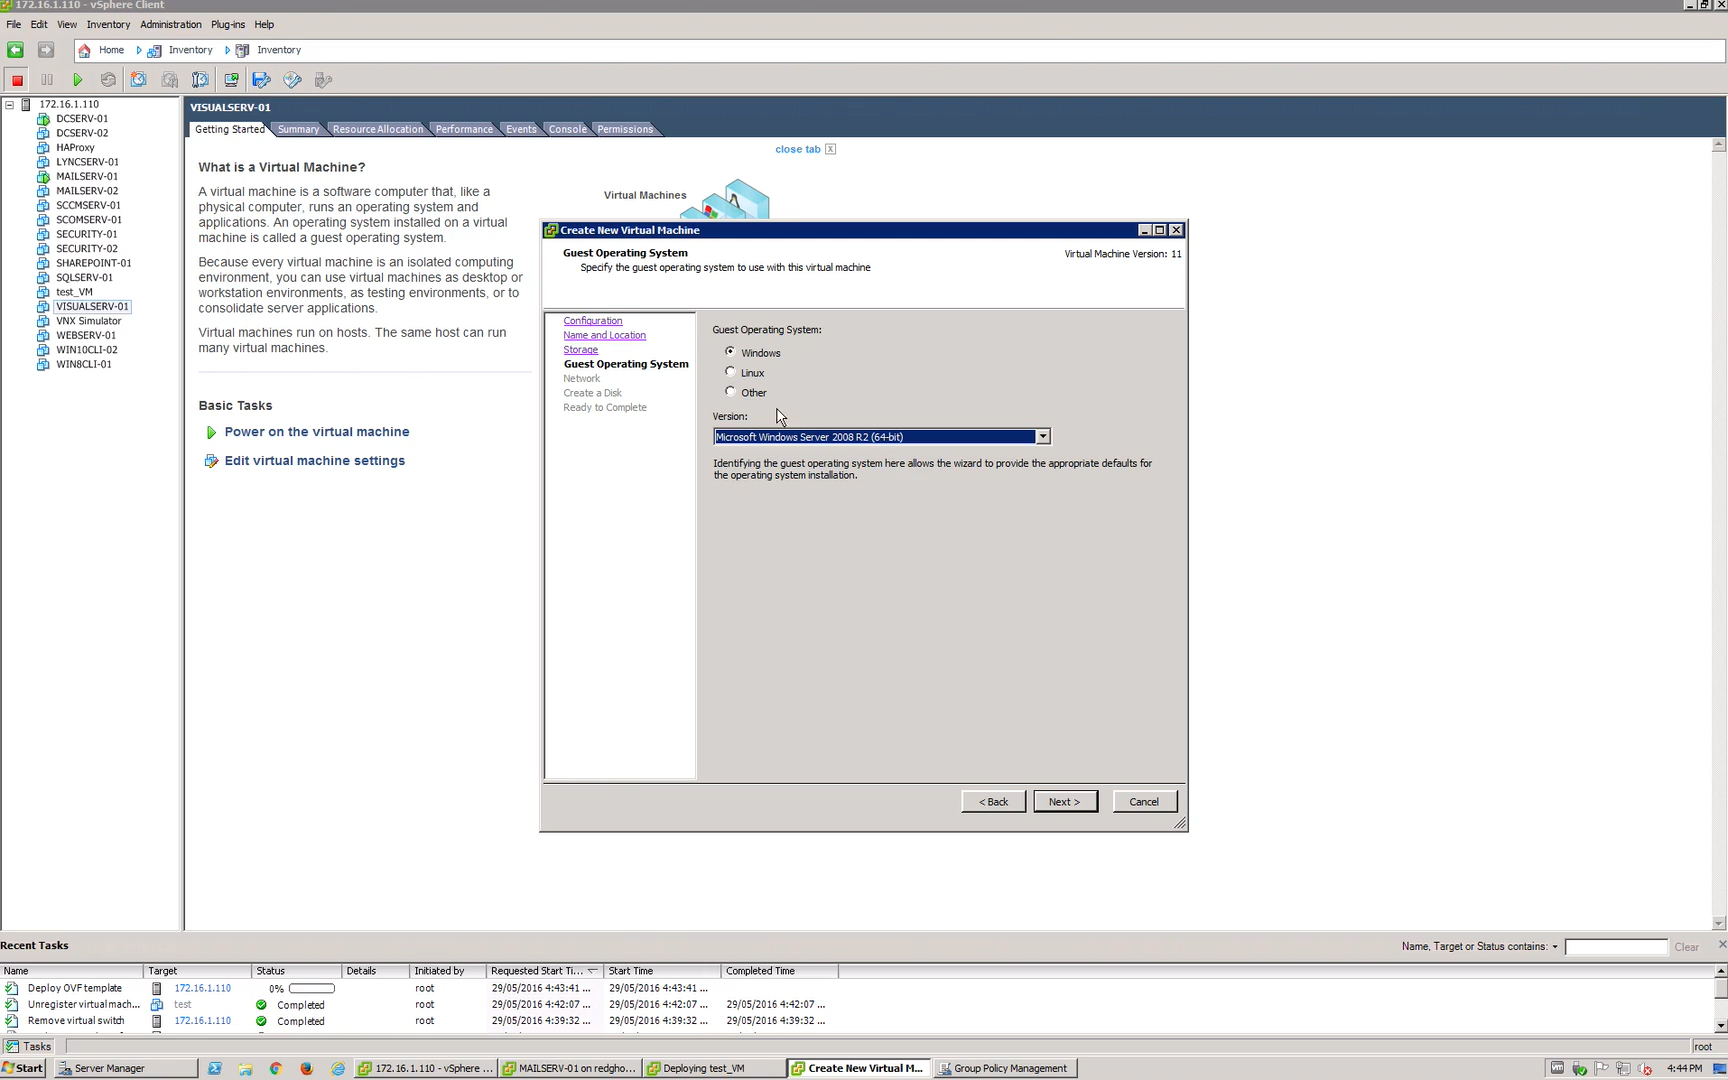 172.16.1.110 - vSphere Client
File Edit View Inventory Administration Plug-ins Help
Home Inventory Inventory
172.16.1.110
DCSERV-01
DCSERV-02
HAProxy
LYNCSERV-01
MAILSERV-01
MAILSERV-02
SCCMSERV-01
SCOMSERV-01
SECURITY-01
SECURITY-02
SHAREPOINT-01
SQLSERV-01
test_VM
VISUALSERV-01
VNX Simulator
WEBSERV-01
WIN10CLI-02
WIN8CLI-01
VISUALSERV-01
Getting Started Summary Resource Allocation Performance Events Console Permissions
close tab X
What is a Virtual Machine?
A virtual machine is a software computer that, like a
physical computer, runs an operating system and
applications. An operating system installed on a virtual
machine is called a guest operating system.
Because every virtual machine is an isolated computing
environment, you can use virtual machines as desktop or
workstation environments, as testing environments, or to
consolidate server applications.
Virtual machines run on hosts. The same host can run
many virtual machines.
Basic Tasks
Power on the virtual machine
Edit virtual machine settings
Virtual Machines
Create New Virtual Machine
Guest Operating System
Specify the guest operating system to use with this virtual machine
Virtual Machine Version: 11
Configuration
Name and Location
Storage
Guest Operating System
Network
Create a Disk
Ready to Complete
Guest Operating System:
Windows
Linux
Other
Version:
Microsoft Windows Server 2008 R2 (64-bit)
Identifying the guest operating system here allows the wizard to provide the appropriate defaults for
the operating system installation.
< Back Next > Cancel
Recent Tasks
Name, Target or Status contains: Clear
Name Target Status Details Initiated by Requested Start Ti... Start Time Completed Time
Deploy OVF template 172.16.1.110 0% root 29/05/2016 4:43:41 ... 29/05/2016 4:43:41 ...
Unregister virtual mach... test Completed root 29/05/2016 4:42:07 ... 29/05/2016 4:42:07 ... 29/05/2016 4:42:07 ...
Remove virtual switch 172.16.1.110 Completed root 29/05/2016 4:39:32 ... 29/05/2016 4:39:32 ... 29/05/2016 4:39:32 ...
Tasks root
Start Server Manager 172.16.1.110 - vSphere ... MAILSERV-01 on redgho... Deploying test_VM Create New Virtual M... Group Policy Management 4:44 PM